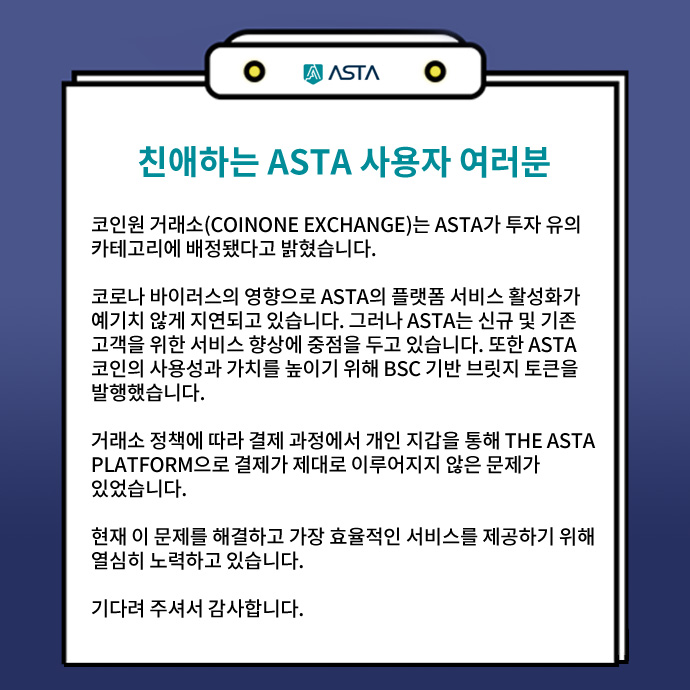 ASTA
친애하는 ASTA 사용자 여러분
코인원 거래소(COINONE EXCHANGE)는 ASTA가 투자 유의
카테고리에 배정됐다고 밝혔습니다.
코로나 바이러스의 영향으로 ASTA의 플랫폼 서비스 활성화가
예기치 않게 지연되고 있습니다. 그러나 ASTA는 신규 및 기존
고객을 위한 서비스 향상에 중점을 두고 있습니다. 또한 ASTA
코인의 사용성과 가치를 높이기 위해 BSC 기반 브릿지 토큰을
발행했습니다.
거래소 정책에 따라 결제 과정에서 개인 지갑을 통해 THE ASTA
PLATFORM으로 결제가 제대로 이루어지지 않은 문제가
있었습니다.
현재 이 문제를 해결하고 가장 효율적인 서비스를 제공하기 위해
열심히 노력하고 있습니다.
기다려 주셔서 감사합니다.